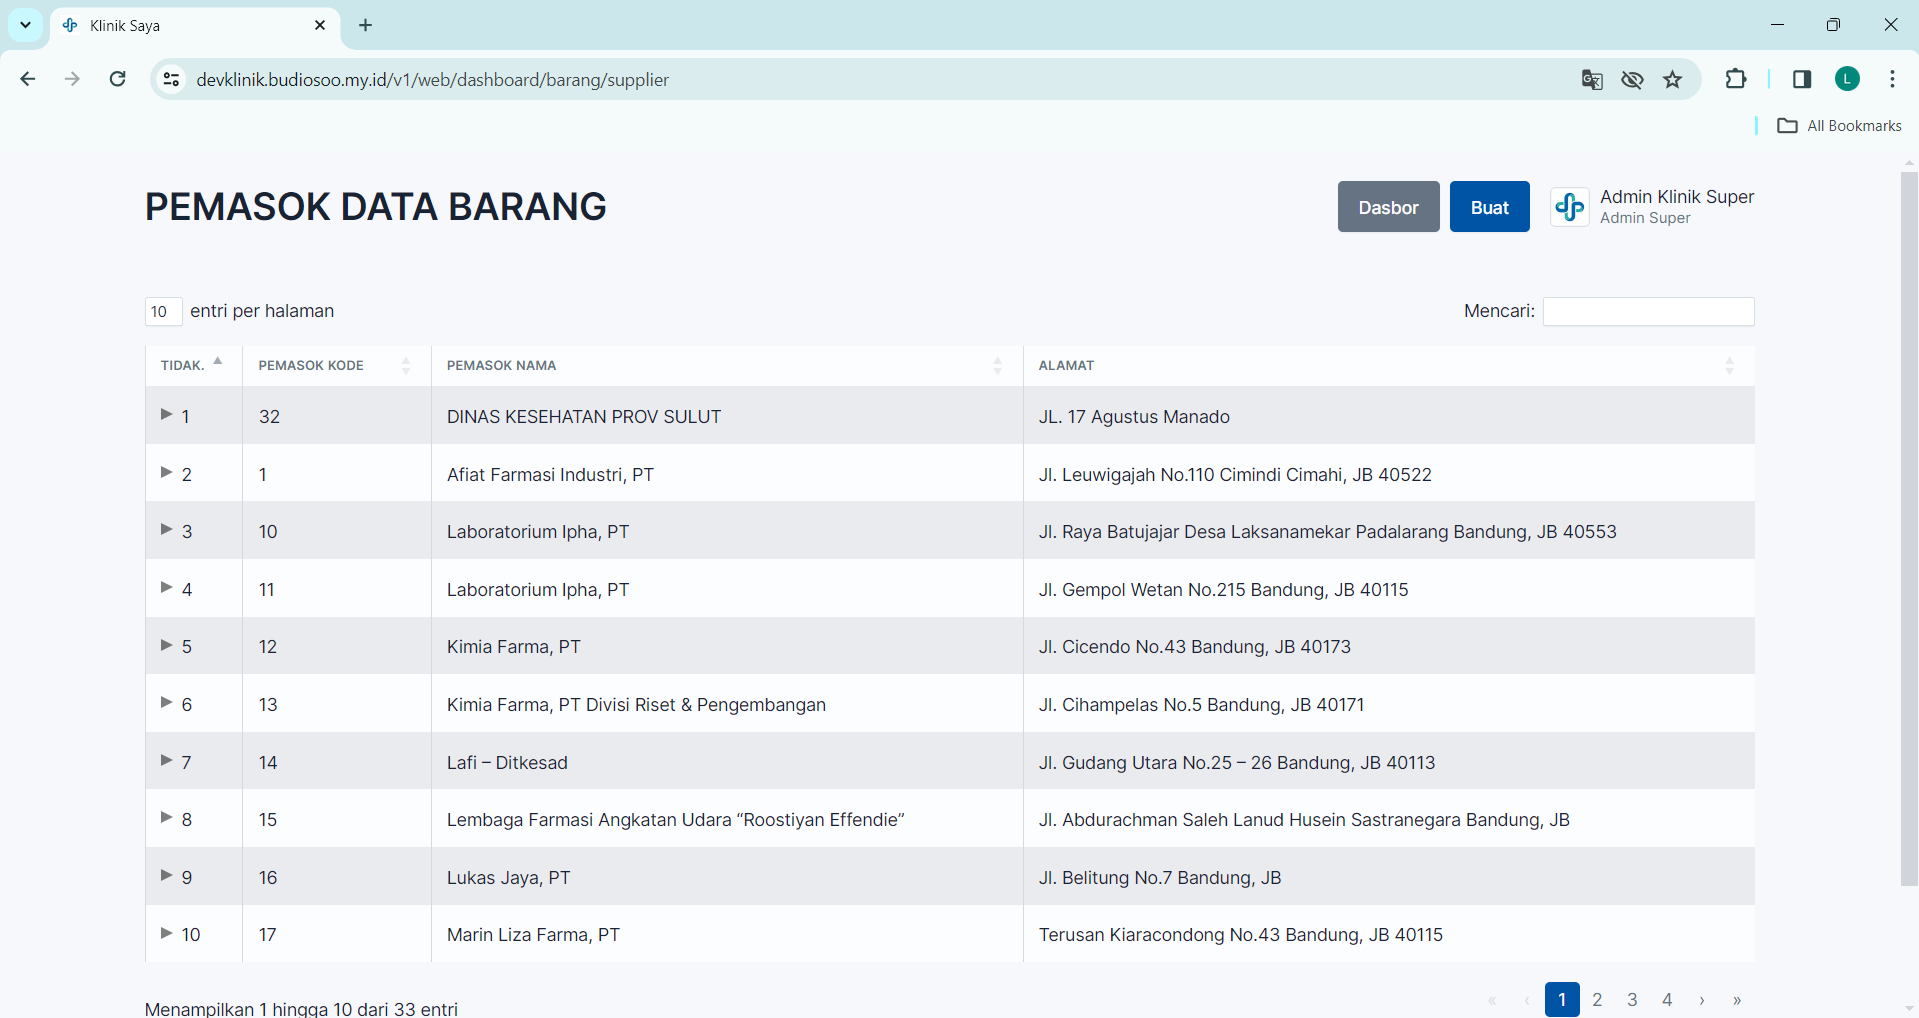 Klinik Saya
devklinik.budiosoo.my.id/v1/web/dashboard/barang/supplier
L
All Bookmarks
PEMASOK DATA BARANG
Dasbor
Buat
Admin Klinik Super
Admin Super
10 entri per halaman
Mencari:
TIDAK. PEMASOK KODE PEMASOK NAMA ALAMAT
1 32 DINAS KESEHATAN PROV SULUT JL. 17 Agustus Manado
2 1 Afiat Farmasi Industri, PT Jl. Leuwigajah No.110 Cimindi Cimahi, JB 40522
3 10 Laboratorium Ipha, PT Jl. Raya Batujajar Desa Laksanamekar Padalarang Bandung, JB 40553
4 11 Laboratorium Ipha, PT Jl. Gempol Wetan No.215 Bandung, JB 40115
5 12 Kimia Farma, PT Jl. Cicendo No.43 Bandung, JB 40173
6 13 Kimia Farma, PT Divisi Riset & Pengembangan Jl. Cihampelas No.5 Bandung, JB 40171
7 14 Lafi – Ditkesad Jl. Gudang Utara No.25 – 26 Bandung, JB 40113
8 15 Lembaga Farmasi Angkatan Udara “Roostiyan Effendie” Jl. Abdurachman Saleh Lanud Husein Sastranegara Bandung, JB
9 16 Lukas Jaya, PT Jl. Belitung No.7 Bandung, JB
10 17 Marin Liza Farma, PT Terusan Kiaracondong No.43 Bandung, JB 40115
Menampilkan 1 hingga 10 dari 33 entri
« ‹ 1 2 3 4 › »